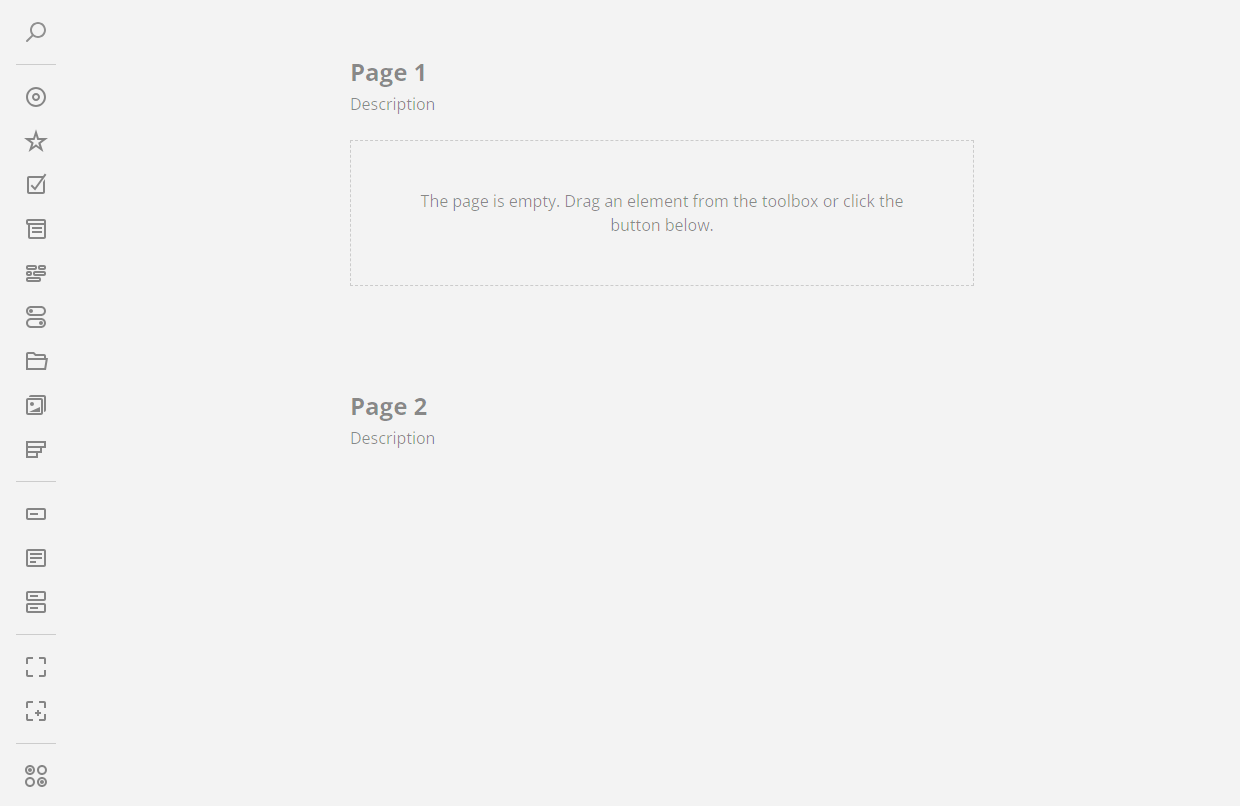 Page 1
Description
The page is empty. Drag an element from the toolbox or click the
button below.
Page 2
Description